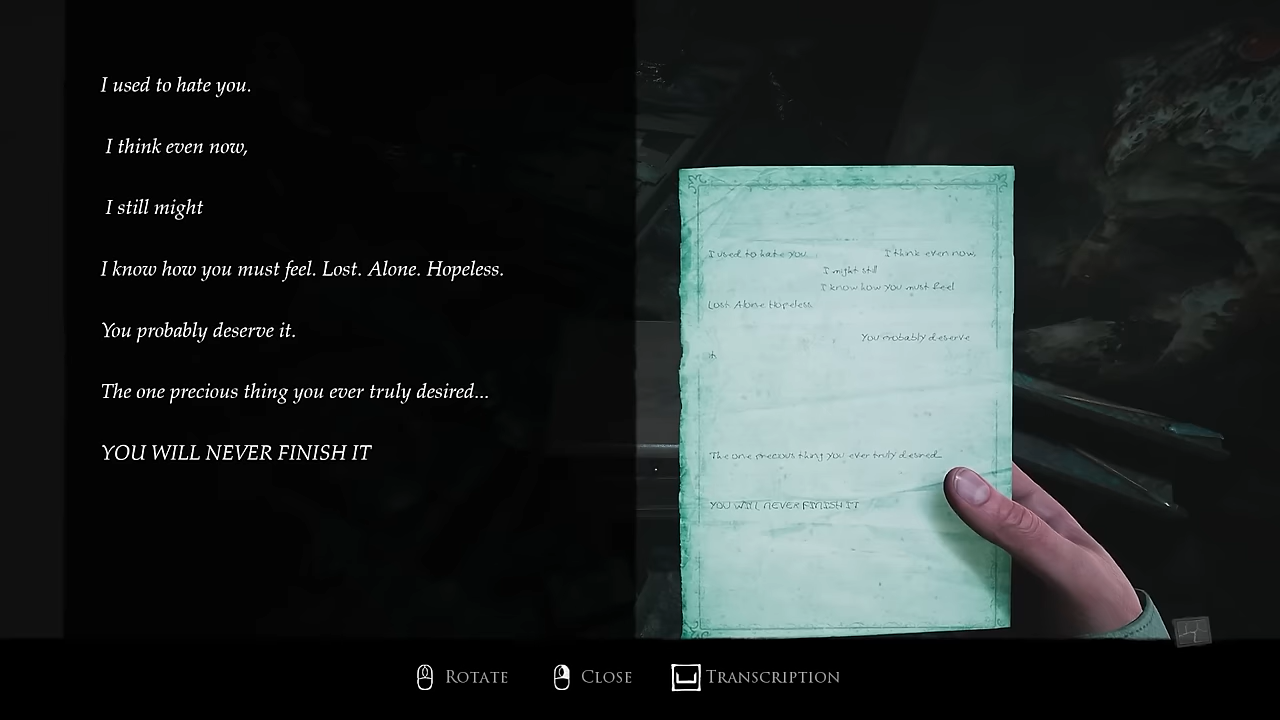 I used to hate you.
I think even now,
I still might
I know how you must feel. Lost. Alone. Hopeless.
You probably deserve it.
The one precious thing you ever truly desired...
YOU WILL NEVER FINISH IT
I used to hate you. I think even now,
I might still
I know how you must feel
Lost. Alone. Hopeless.
You probably deserve
it.
The one precious thing you ever truly desired...
YOU WILL NEVER FINISH IT
ROTATE CLOSE TRANSCRIPTION